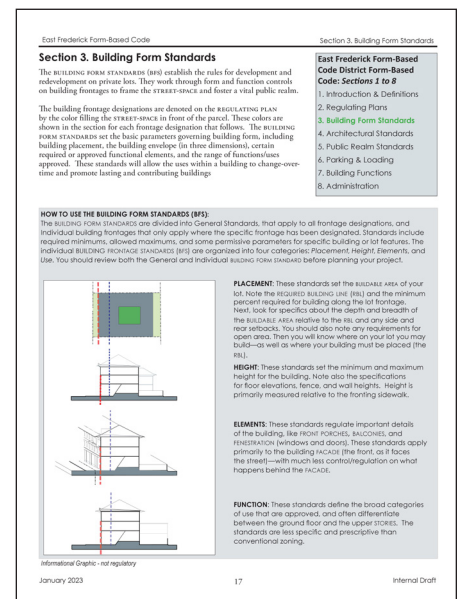 East Frederick Form-Based Code
Section 3. Building Form Standards
Section 3. Building Form Standards
The BUILDING FORM STANDARDS (BFS) establish the rules for development and
redevelopment on private lots. They work through form and function controls
on building frontages to frame the STREET-SPACE and foster a vital public realm.
The building frontage designations are denoted on the REGULATING PLAN
by the color filling the STREET-SPACE in front of the parcel. These colors are
shown in the section for each frontage designation that follows. The BUILDING
FORM STANDARDS set the basic parameters governing building form, including
building placement, the building envelope (in three dimensions), certain
required or approved functional elements, and the range of functions/uses
approved. These standards will allow the uses within a building to change-over-
time and promote lasting and contributing buildings
East Frederick Form-Based
Code District Form-Based
Code: Sections 1 to 8
1. Introduction & Definitions
2. Regulating Plans
3. Building Form Standards
4. Architectural Standards
5. Public Realm Standards
6. Parking & Loading
7. Building Functions
8. Administration
HOW TO USE THE BUILDING FORM STANDARDS (BFS):
The BUILDING FORM STANDARDS are divided into General Standards, that apply to all frontage designations, and
Individual building frontages that only apply where the specific frontage has been designated. Standards include
required minimums, allowed maximums, and some permissive parameters for specific building or lot features. The
individual BUILDING FRONTAGE STANDARDS (BFS) are organized into four categories: Placement, Height, Elements, and
Use. You should review both the General and Individual BUILDING FORM STANDARD before planning your project.
PLACEMENT: These standards set the BUILDABLE AREA of your
lot. Note the REQUIRED BUILDING LINE (RBL) and the minimum
percent required for building along the lot frontage.
Next, look for specifics about the depth and breadth of
the BUILDABLE AREA relative to the RBL and any side and
rear setbacks. You should also note any requirements for
open area. Then you will know where on your lot you may
build—as well as where your building must be placed (the
RBL).
HEIGHT: These standards set the minimum and maximum
height for the building. Note also the specifications
for floor elevations, fence, and wall heights. Height is
primarily measured relative to the fronting sidewalk.
ELEMENTS: These standards regulate important details
of the building, like FRONT PORCHES, BALCONIES, and
FENESTRATION (windows and doors). These standards apply
primarily to the building FACADE (the front, as it faces
the street)—with much less control/regulation on what
happens behind the FACADE.
FUNCTION: These standards define the broad categories
of use that are approved, and often differentiate
between the ground floor and the upper STORIES. The
standards are less specific and prescriptive than
conventional zoning.
Informational Graphic - not regulatory
January 2023
17
Internal Draft